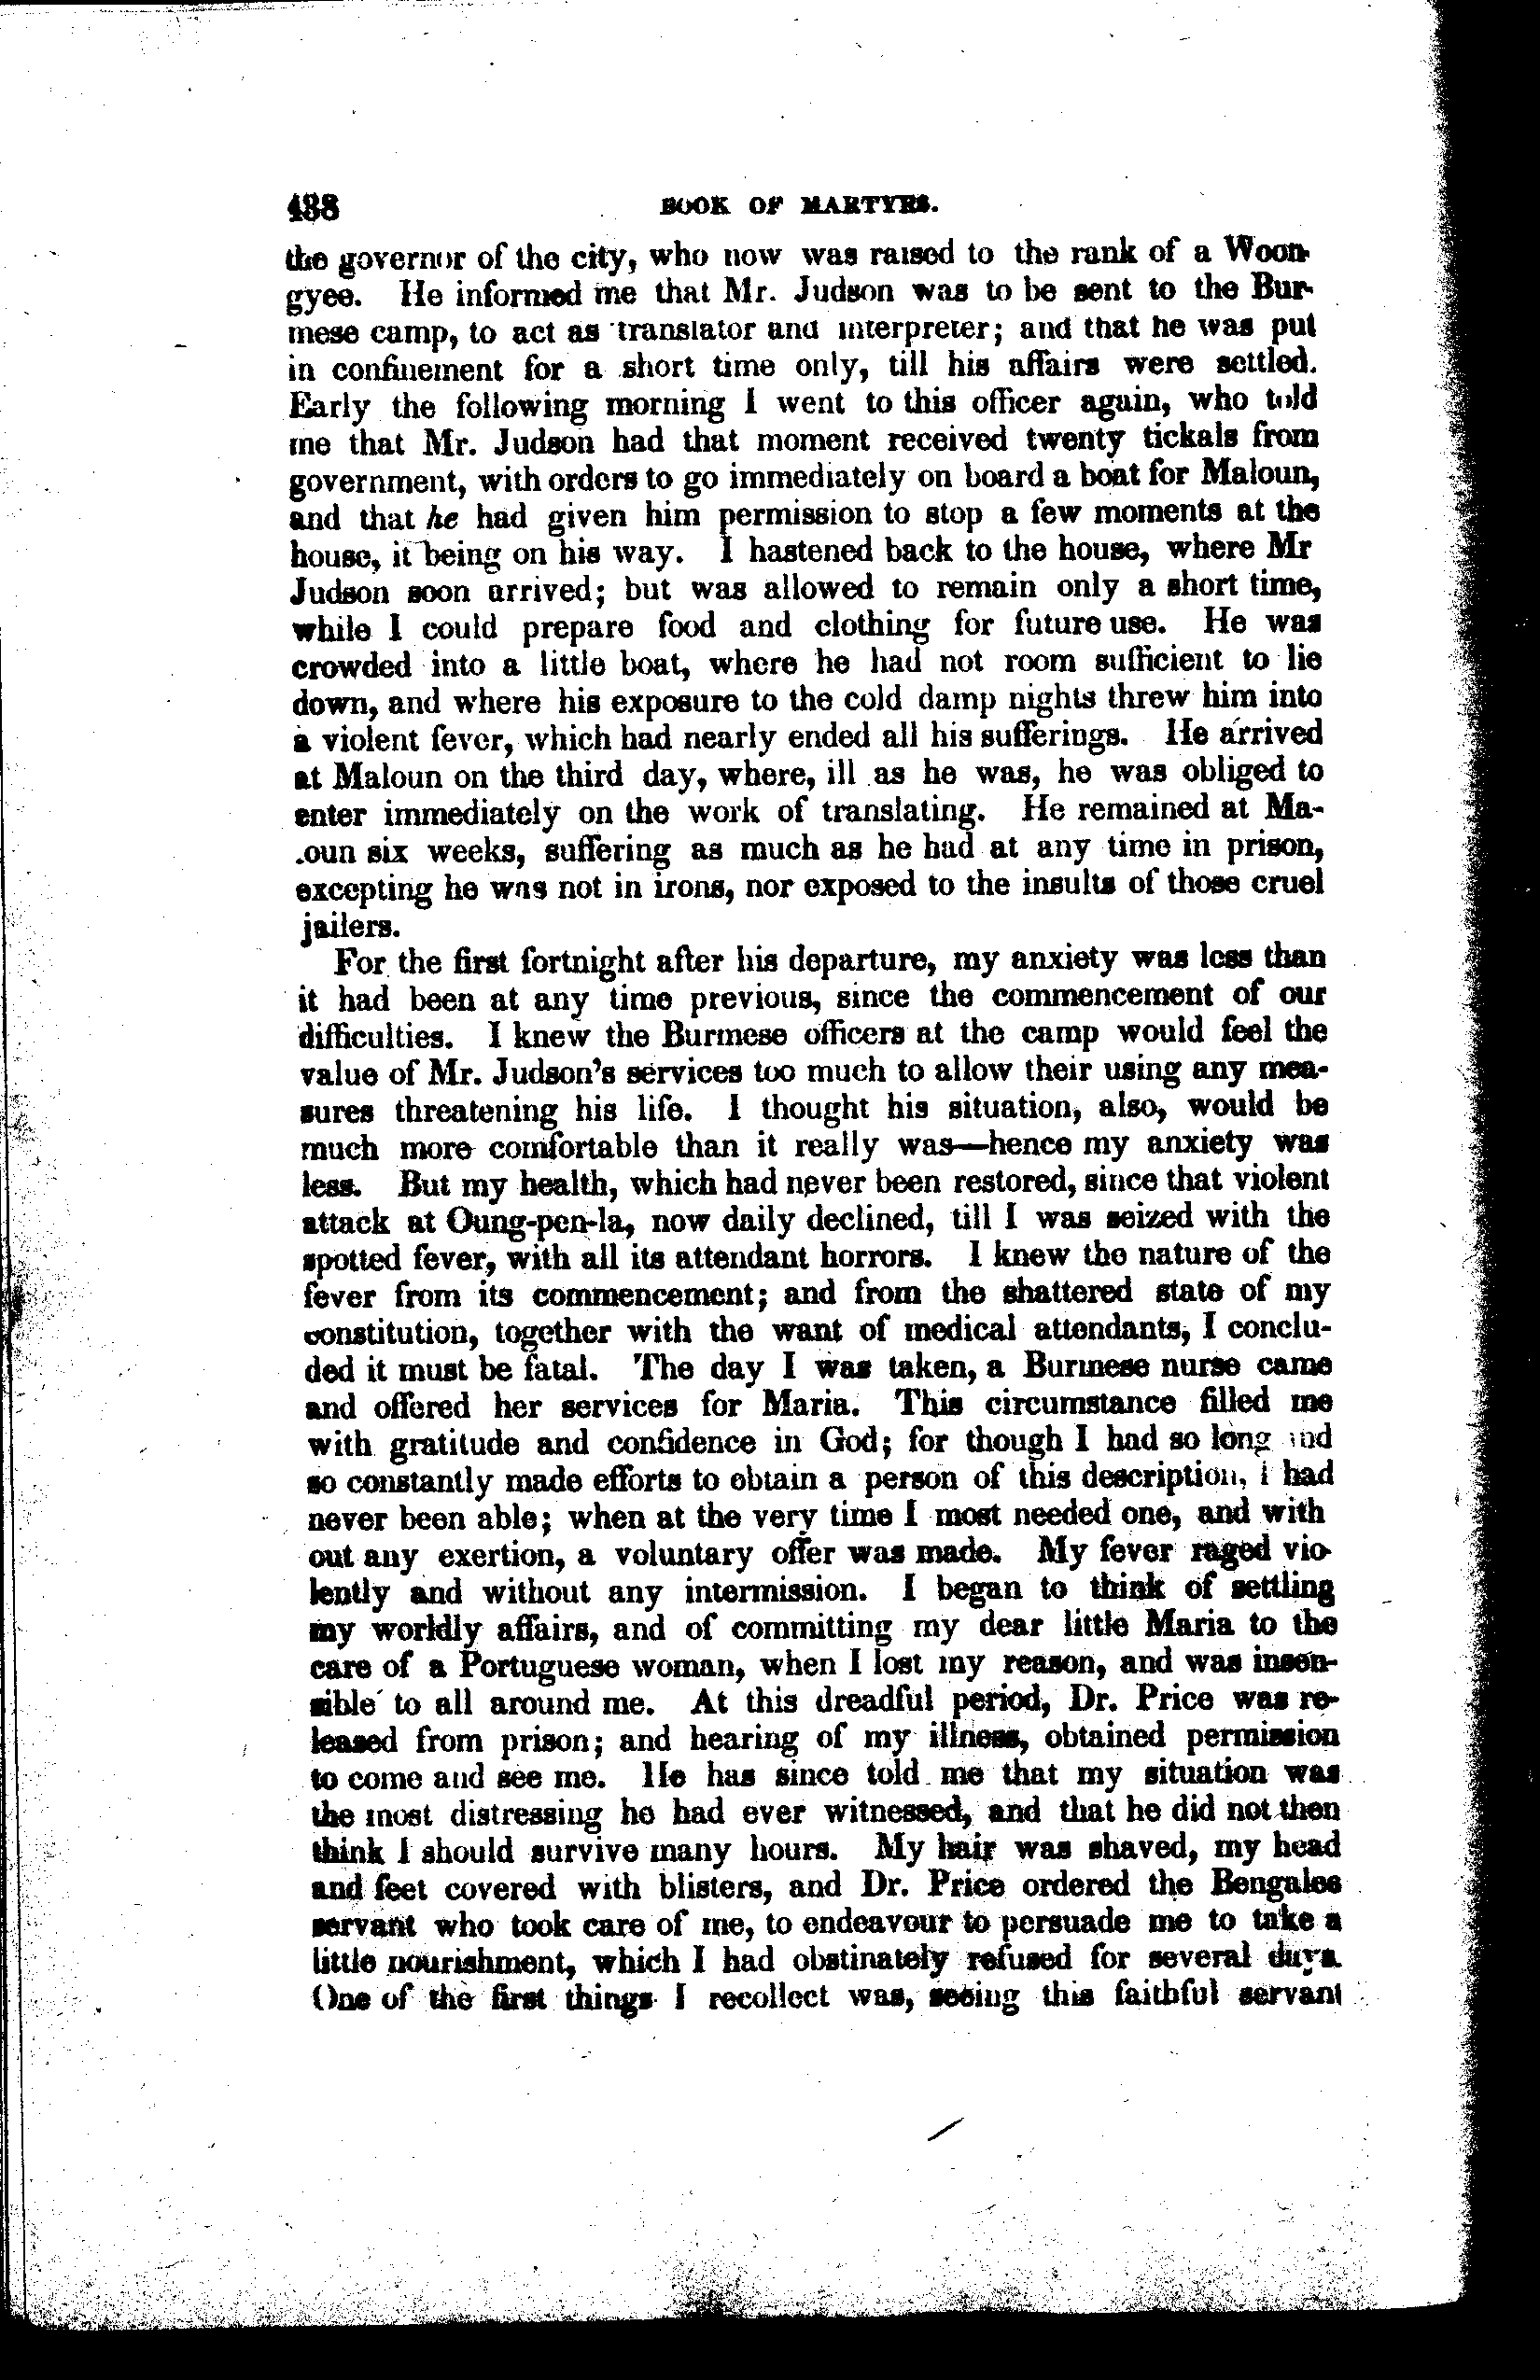 488 BOOK OF MARTYRS.
the governor of the city, who now was raised to the rank of a Woon-
gyee. He informed me that Mr. Judson was to be sent to the Bur-
mese camp, to act as translator and interpreter; and that he was put
in confinement for a short time only, till his affairs were settled.
Early the following morning I went to this officer again, who told
me that Mr. Judson had that moment received twenty tickals from
government, with orders to go immediately on board a boat for Maloun,
and that he had given him permission to stop a few moments at the
house, it being on his way. I hastened back to the house, where Mr
Judson soon arrived; but was allowed to remain only a short time,
while I could prepare food and clothing for future use. He was
crowded into a little boat, where he had not room sufficient to lie
down, and where his exposure to the cold damp nights threw him into
a violent fever, which had nearly ended all his sufferings. He arrived
at Maloun on the third day, where, ill as he was, he was obliged to
enter immediately on the work of translating. He remained at Ma-
loun six weeks, suffering as much as he had at any time in prison,
excepting he was not in irons, nor exposed to the insults of those cruel
jailers.
For the first fortnight after his departure, my anxiety was less than
it had been at any time previous, since the commencement of our
difficulties. I knew the Burmese officers at the camp would feel the
value of Mr. Judson's services too much to allow their using any mea-
sures threatening his life. I thought his situation, also, would be
much more comfortable than it really was—hence my anxiety was
less. But my health, which had never been restored, since that violent
attack at Oung-pen-la, now daily declined, till I was seized with the
spotted fever, with all its attendant horrors. I knew the nature of the
fever from its commencement; and from the shattered state of my
constitution, together with the want of medical attendants, I conclu-
ded it must be fatal. The day I was taken, a Burmese nurse came
and offered her services for Maria. This circumstance filled me
with gratitude and confidence in God; for though I had so long and
so constantly made efforts to obtain a person of this description, I had
never been able; when at the very time I most needed one, and with
out any exertion, a voluntary offer was made. My fever raged vio-
lently and without any intermission. I began to think of settling
my worldly affairs, and of committing my dear little Maria to the
care of a Portuguese woman, when I lost my reason, and was insen-
sible to all around me. At this dreadful period, Dr. Price was re-
leased from prison; and hearing of my illness, obtained permission
to come and see me. He has since told me that my situation was
the most distressing he had ever witnessed, and that he did not then
think I should survive many hours. My hair was shaved, my head
and feet covered with blisters, and Dr. Price ordered the Bengalee
servant who took care of me, to endeavour to persuade me to take a
little nourishment, which I had obstinately refused for several days.
One of the first things I recollect was, seeing this faithful servant